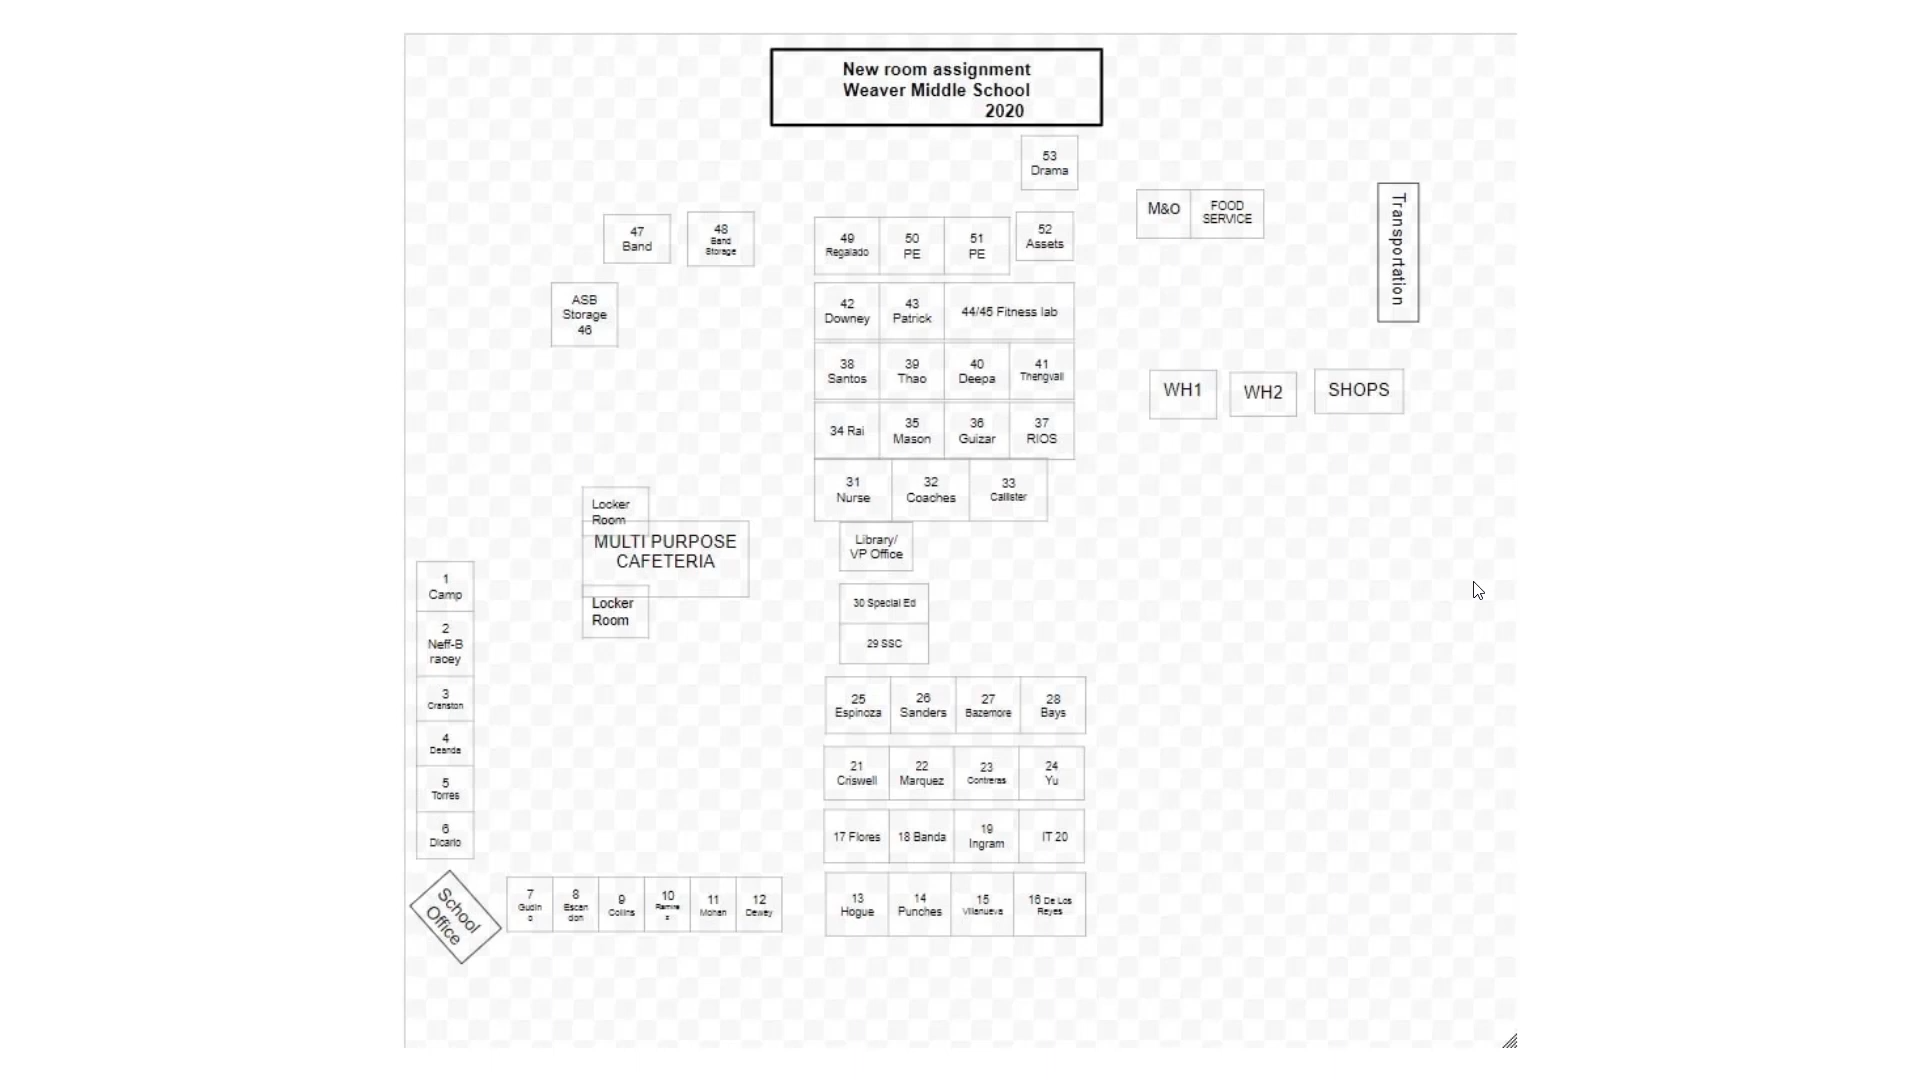 New room assignment
Weaver Middle School
2020
53
Drama
M&O
FOOD
SERVICE
Transportation
47
Band
48
Band
Storage
49
Regalado
50
PE
51
PE
52
Assets
ASB
Storage
46
42
Downey
43
Patrick
44/45 Fitness lab
38
Santos
39
Thao
40
Deepa
41
Thengvall
WH1
WH2
SHOPS
34 Rai
35
Mason
36
Guizar
37
RIOS
31
Nurse
32
Coaches
33
Callister
Locker
Room
MULTI PURPOSE
CAFETERIA
Locker
Room
Library/
VP Office
30 Special Ed
29 SSC
1
Camp
2
Neff-B
racey
3
Cranston
4
Deanda
5
Torres
6
Dicarlo
25
Espinoza
26
Sanders
27
Bazemore
28
Bays
21
Criswell
22
Marquez
23
Contreras
24
Yu
17 Flores
18 Banda
19
Ingram
IT 20
School
Office
7
Gudin
o
8
Escan
don
9
Collins
10
Ramire
z
11
Mohan
12
Dewey
13
Hogue
14
Punches
15
Villanueva
16 De Los
Reyes